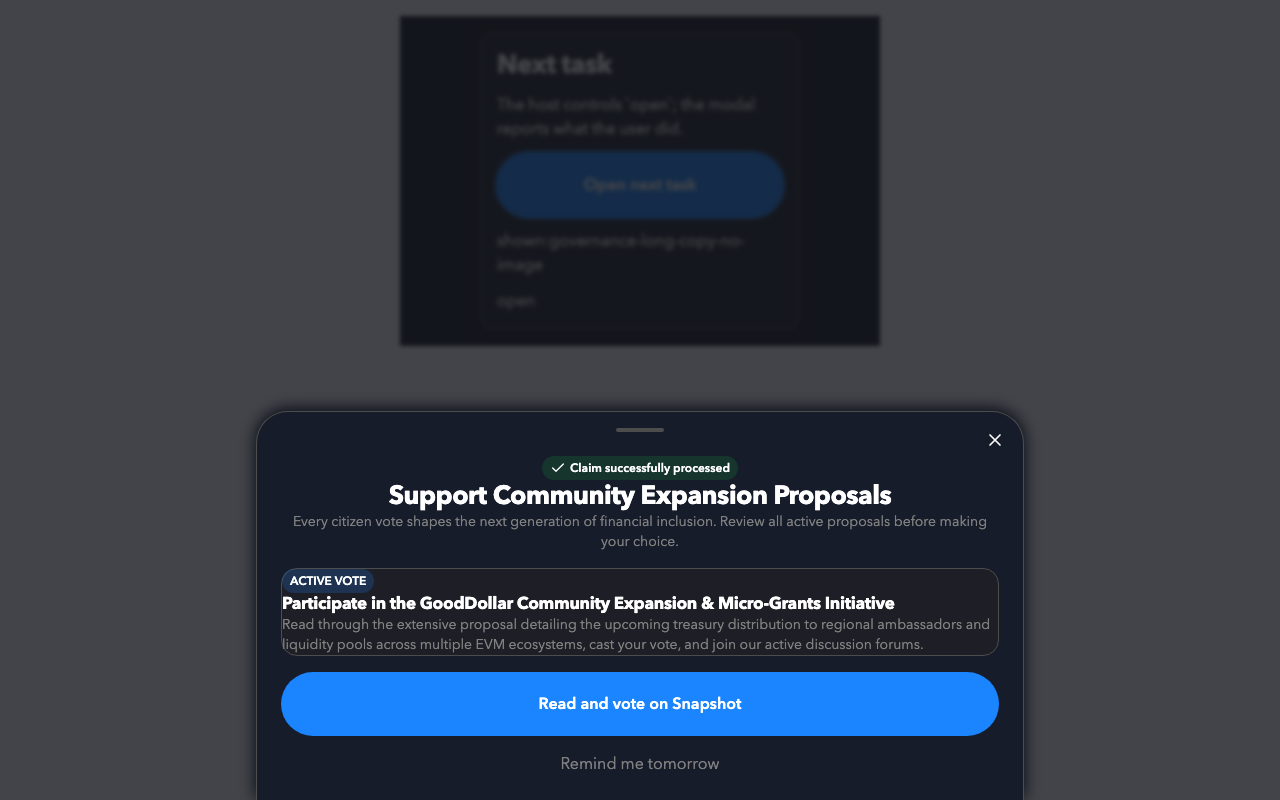 Next task
The host controls `open`; the modal
reports what the user did.
Open next task
shown:governance-long-copy-no-
image
open
Claim successfully processed
Support Community Expansion Proposals
Every citizen vote shapes the next generation of financial inclusion. Review all active proposals before making
your choice.
ACTIVE VOTE
Participate in the GoodDollar Community Expansion & Micro-Grants Initiative
Read through the extensive proposal detailing the upcoming treasury distribution to regional ambassadors and
liquidity pools across multiple EVM ecosystems, cast your vote, and join our active discussion forums.
Read and vote on Snapshot
Remind me tomorrow